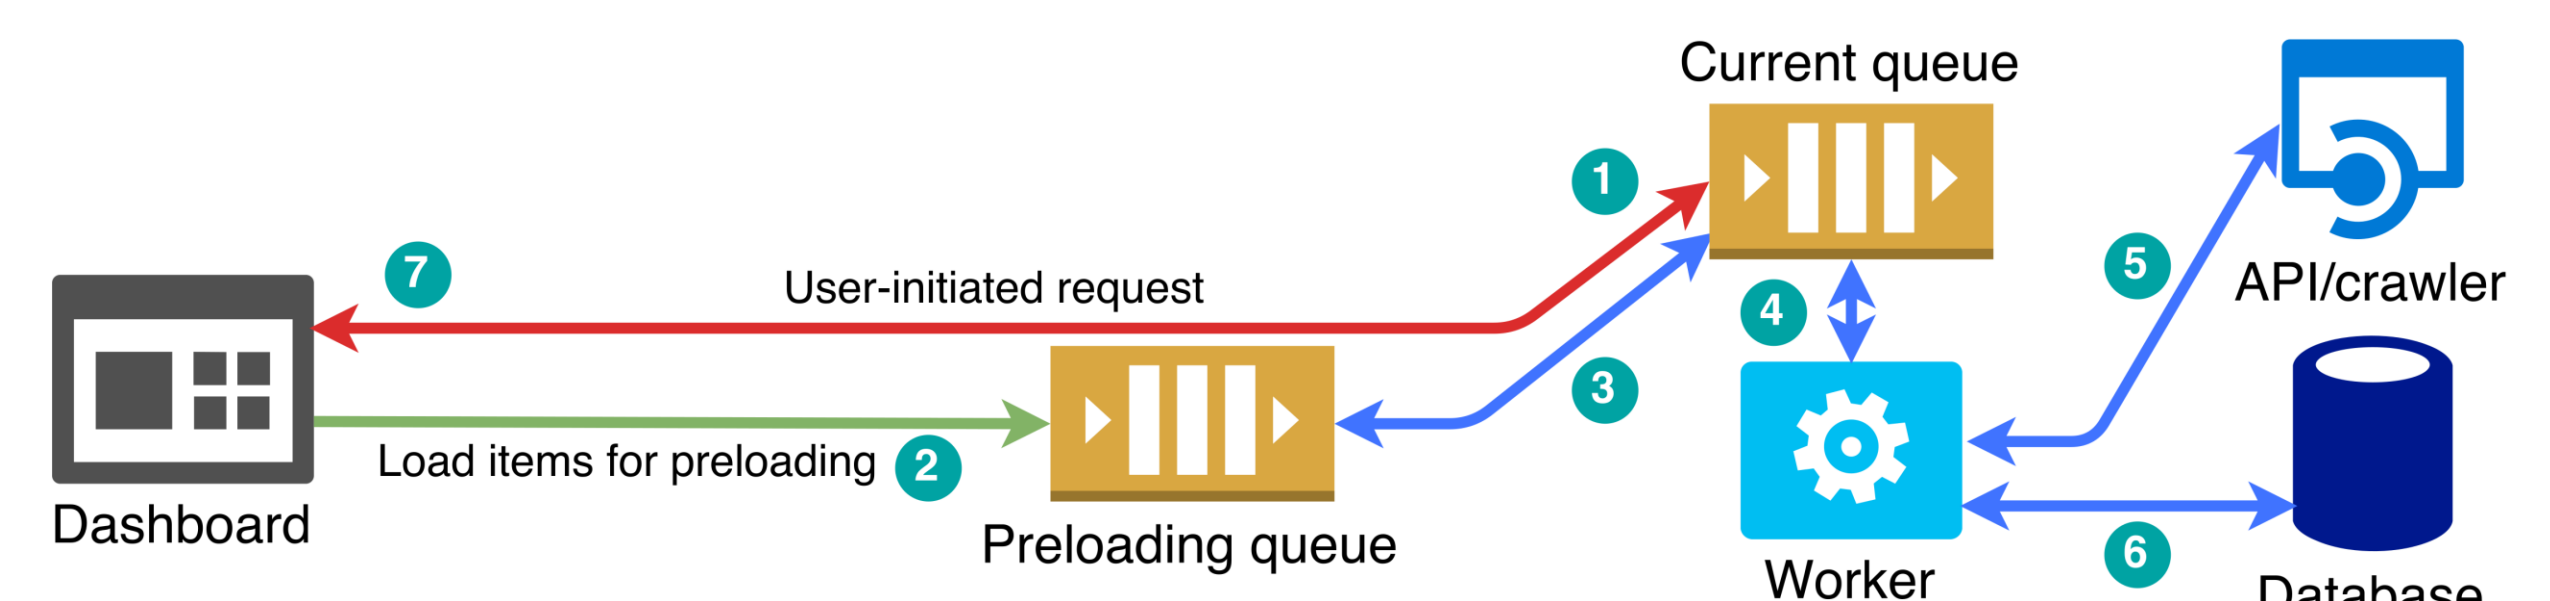 Current queue
1
7
User-initiated request
5
API/crawler
4
3
Load items for preloading
2
Dashboard
Preloading queue
6
Worker
Database